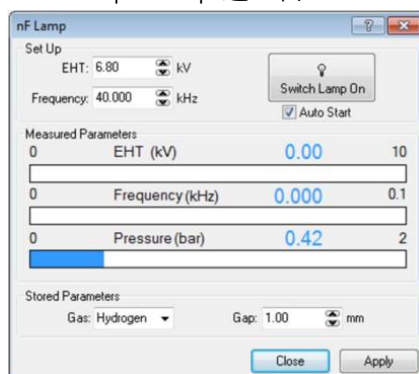 nF Lamp
Set Up
EHT: 6.80 kV
Switch Lamp On
Frequency: 40.000 kHz
Auto Start
Measured Parameters
0 EHT (kV) 0.00 10
0 Frequency (kHz) 0.000 0.1
0 Pressure (bar) 0.42 2
Stored Parameters
Gas: Hydrogen Gap: 1.00 mm
Close Apply